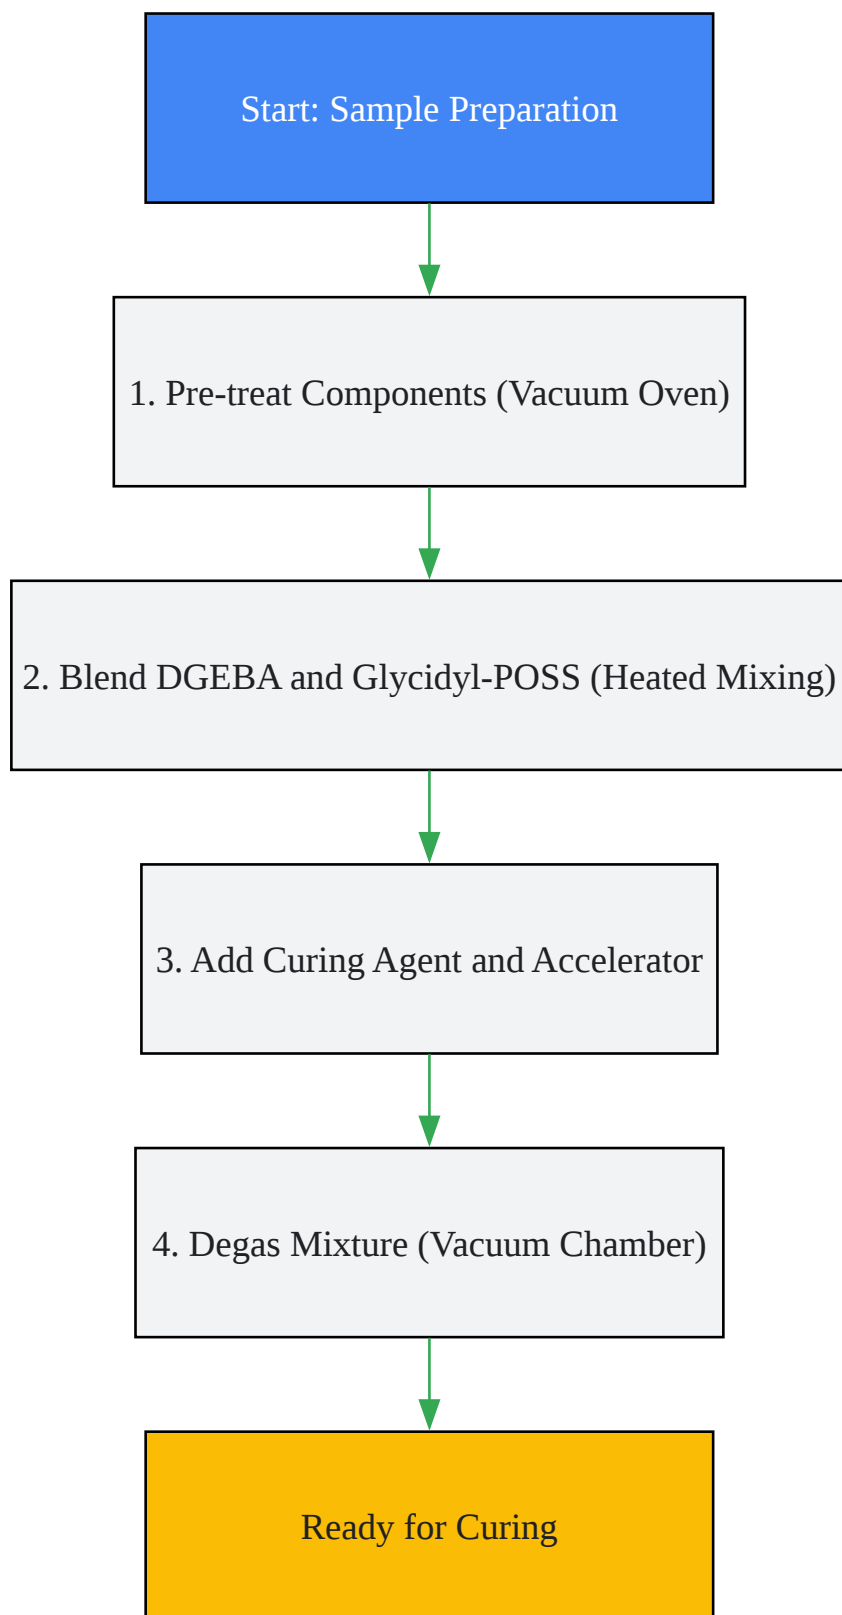 Start: Sample Preparation
1. Pre-treat Components (Vacuum Oven)
2. Blend DGEBA and Glycidyl-POSS (Heated Mixing)
3. Add Curing Agent and Accelerator
4. Degas Mixture (Vacuum Chamber)
Ready for Curing